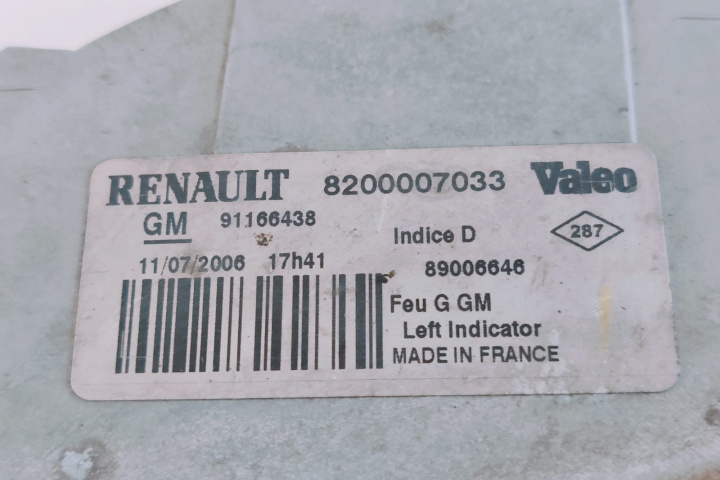 RENAULT 8200007033 Valeo
GM 91166438
Indice D 287
11/07/2006 17h41 89006646
Feu G GM
Left Indicator
MADE IN FRANCE